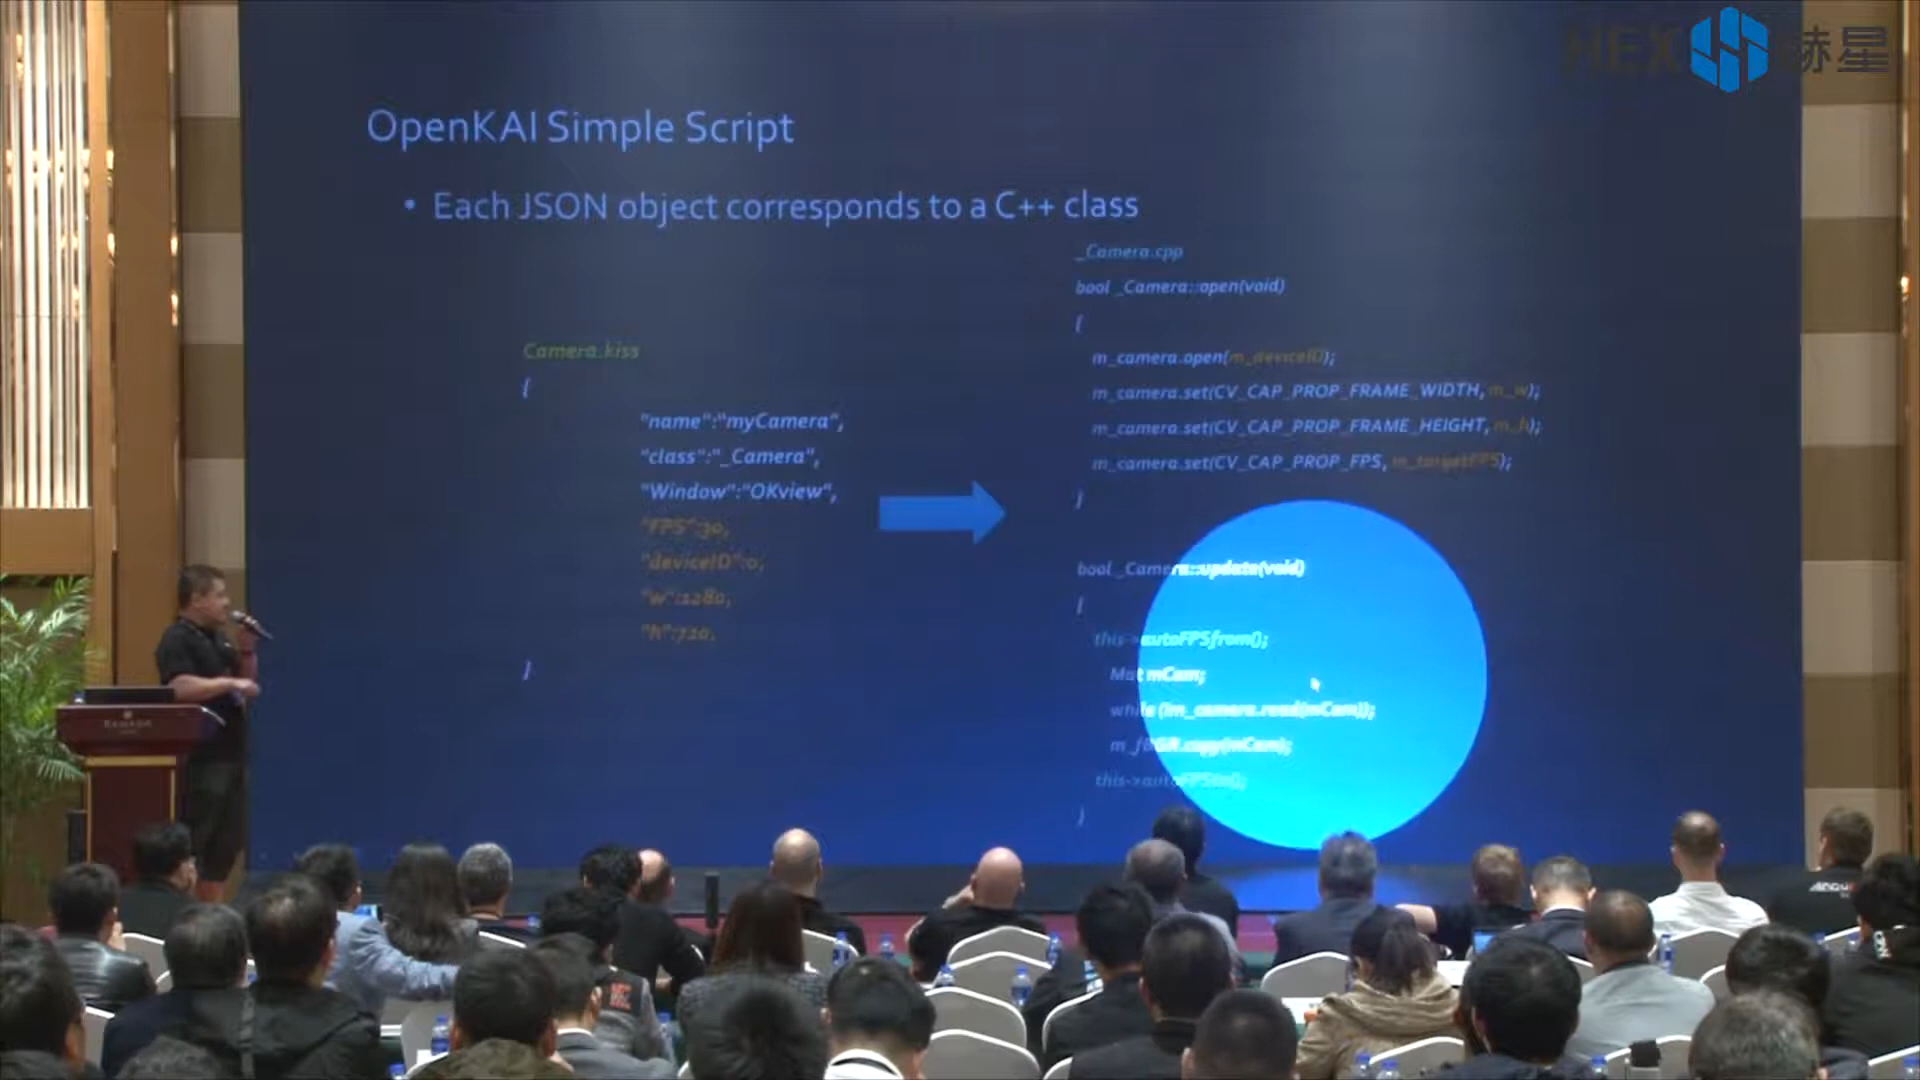 HEX 赫星
OpenKAI Simple Script
• Each JSON object corresponds to a C++ class
Camera.kiss
{
"name":"myCamera",
"class":"_Camera",
"Window":"OKview",
"FPS":30,
"deviceID":0,
"w":1280,
"h":720,
}
_Camera.cpp
bool _Camera::open(void)
{
m_camera.open(m_deviceID);
m_camera.set(CV_CAP_PROP_FRAME_WIDTH, m_w);
m_camera.set(CV_CAP_PROP_FRAME_HEIGHT, m_h);
m_camera.set(CV_CAP_PROP_FPS, m_targetFPS);
}
bool _Camera::update(void)
{
this->autoFPSfrom();
Mat mCam;
while (!m_camera.read(mCam));
m_fBGR.copy(mCam);
this->autoFPSto();
}
RAMADA